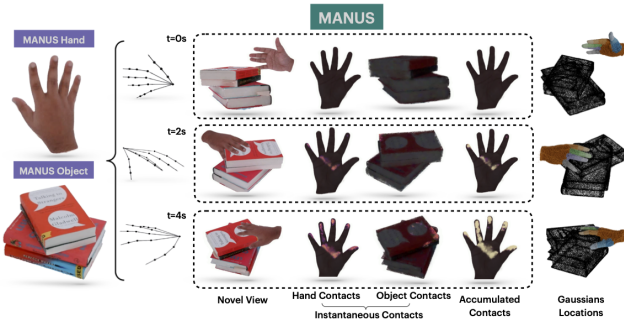 MANUS
MANUS Hand
t=0s
t=2s
MANUS Object
t=4s
Novel View
Hand Contacts
Object Contacts
Instantaneous Contacts
Accumulated
Contacts
Gaussians
Locations